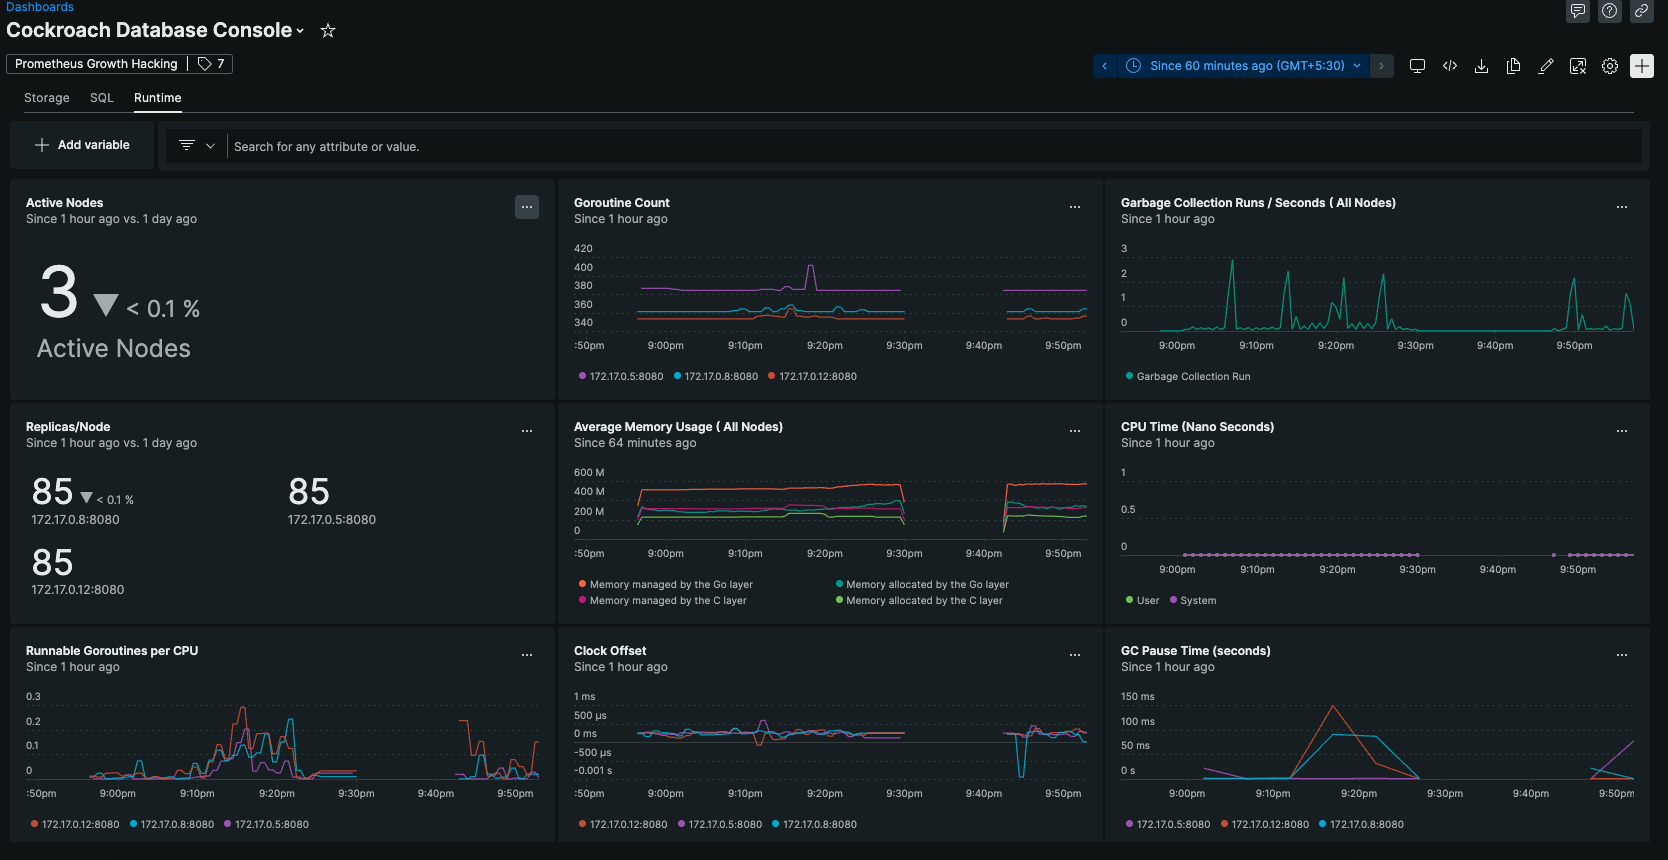 Dashboards
Cockroach Database Console
Prometheus Growth Hacking 7
Since 60 minutes ago (GMT+5:30)
Storage SQL Runtime
Add variable
Search for any attribute or value.
Active Nodes
Since 1 hour ago vs. 1 day ago
3 < 0.1 %
Active Nodes
Goroutine Count
Since 1 hour ago
420
400
380
360
340
:50pm 9:00pm 9:10pm 9:20pm 9:30pm 9:40pm 9:50pm
172.17.0.5:8080 172.17.0.8:8080 172.17.0.12:8080
Garbage Collection Runs / Seconds ( All Nodes)
Since 1 hour ago
3
2
1
0
9:00pm 9:10pm 9:20pm 9:30pm 9:40pm 9:50pm
Garbage Collection Run
Replicas/Node
Since 1 hour ago vs. 1 day ago
85 < 0.1 % 85
172.17.0.8:8080 172.17.0.5:8080
85
172.17.0.12:8080
Average Memory Usage ( All Nodes)
Since 64 minutes ago
600 M
400 M
200 M
0
:50pm 9:00pm 9:10pm 9:20pm 9:30pm 9:40pm 9:50pm
Memory managed by the Go layer Memory allocated by the Go layer
Memory managed by the C layer Memory allocated by the C layer
CPU Time (Nano Seconds)
Since 1 hour ago
1
0.5
0
9:00pm 9:10pm 9:20pm 9:30pm 9:40pm 9:50pm
User System
Runnable Goroutines per CPU
Since 1 hour ago
0.3
0.2
0.1
0
:50pm 9:00pm 9:10pm 9:20pm 9:30pm 9:40pm 9:50pm
172.17.0.12:8080 172.17.0.8:8080 172.17.0.5:8080
Clock Offset
Since 1 hour ago
1 ms
500 µs
0 ms
-500 µs
-0.001 s
:50pm 9:00pm 9:10pm 9:20pm 9:30pm 9:40pm 9:50pm
172.17.0.12:8080 172.17.0.5:8080 172.17.0.8:8080
GC Pause Time (seconds)
Since 1 hour ago
150 ms
100 ms
50 ms
0 s
9:00pm 9:10pm 9:20pm 9:30pm 9:40pm 9:50pm
172.17.0.5:8080 172.17.0.12:8080 172.17.0.8:8080